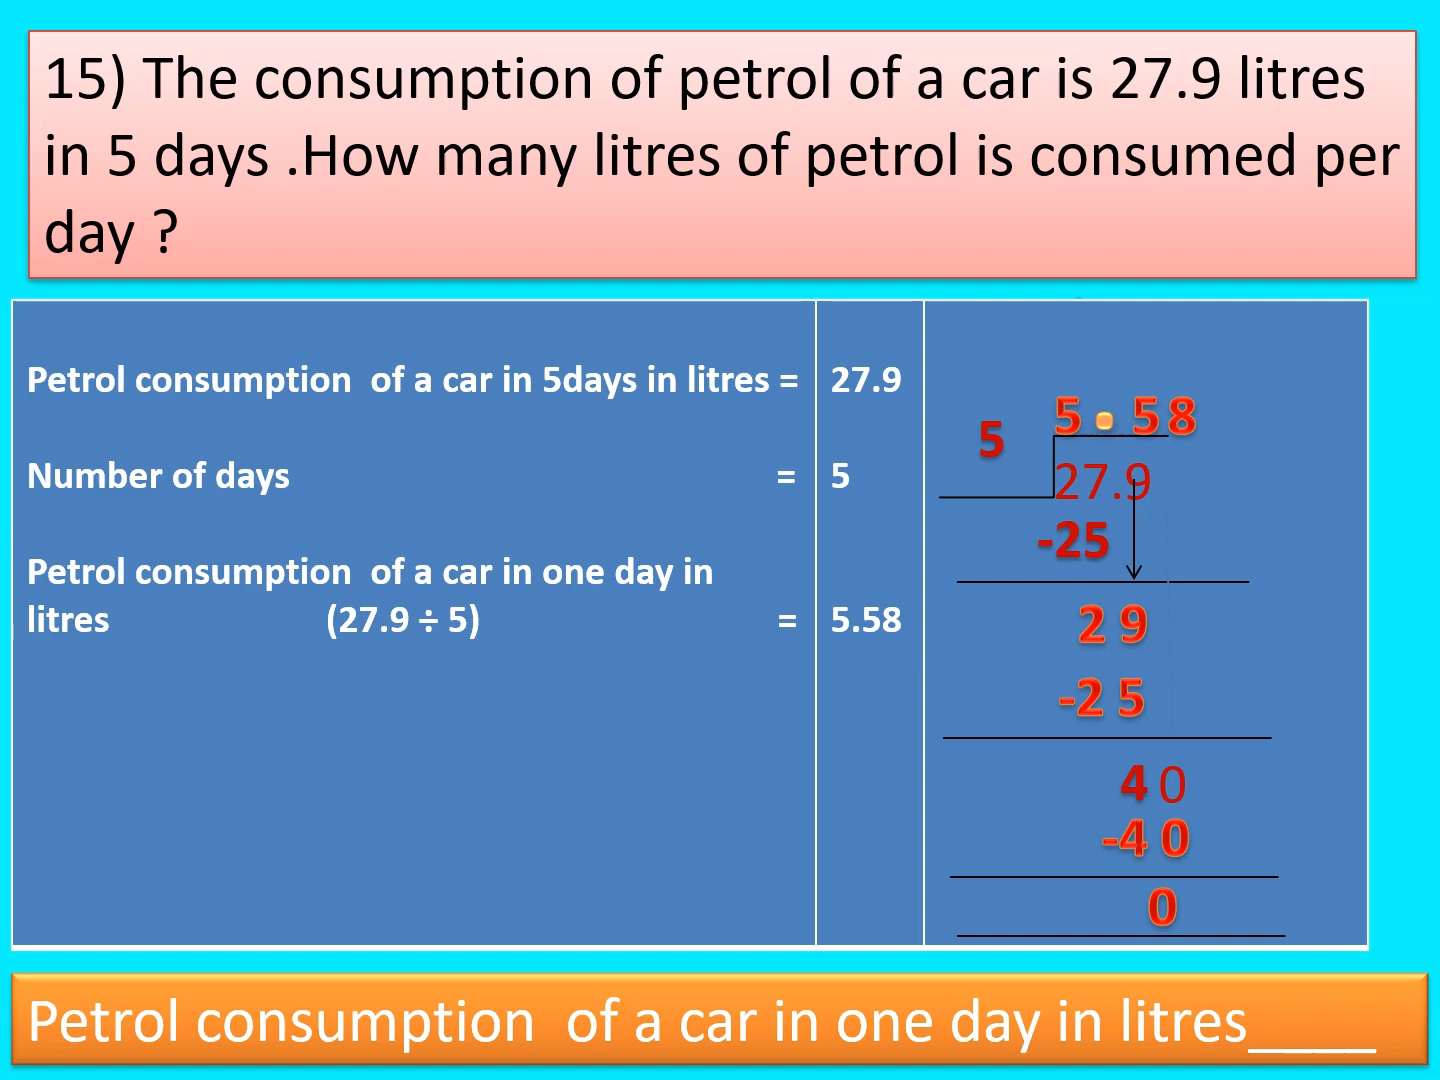 15) The consumption of petrol of a car is 27.9 litres
in 5 days .How many litres of petrol is consumed per
day ?
Petrol consumption  of a car in 5days in litres = 27.9
Number of days = 5
Petrol consumption  of a car in one day in
litres (27.9 ÷ 5) = 5.58
5.58
5
27.9
-25
29
-25
40
-40
0
Petrol consumption  of a car in one day in litres____